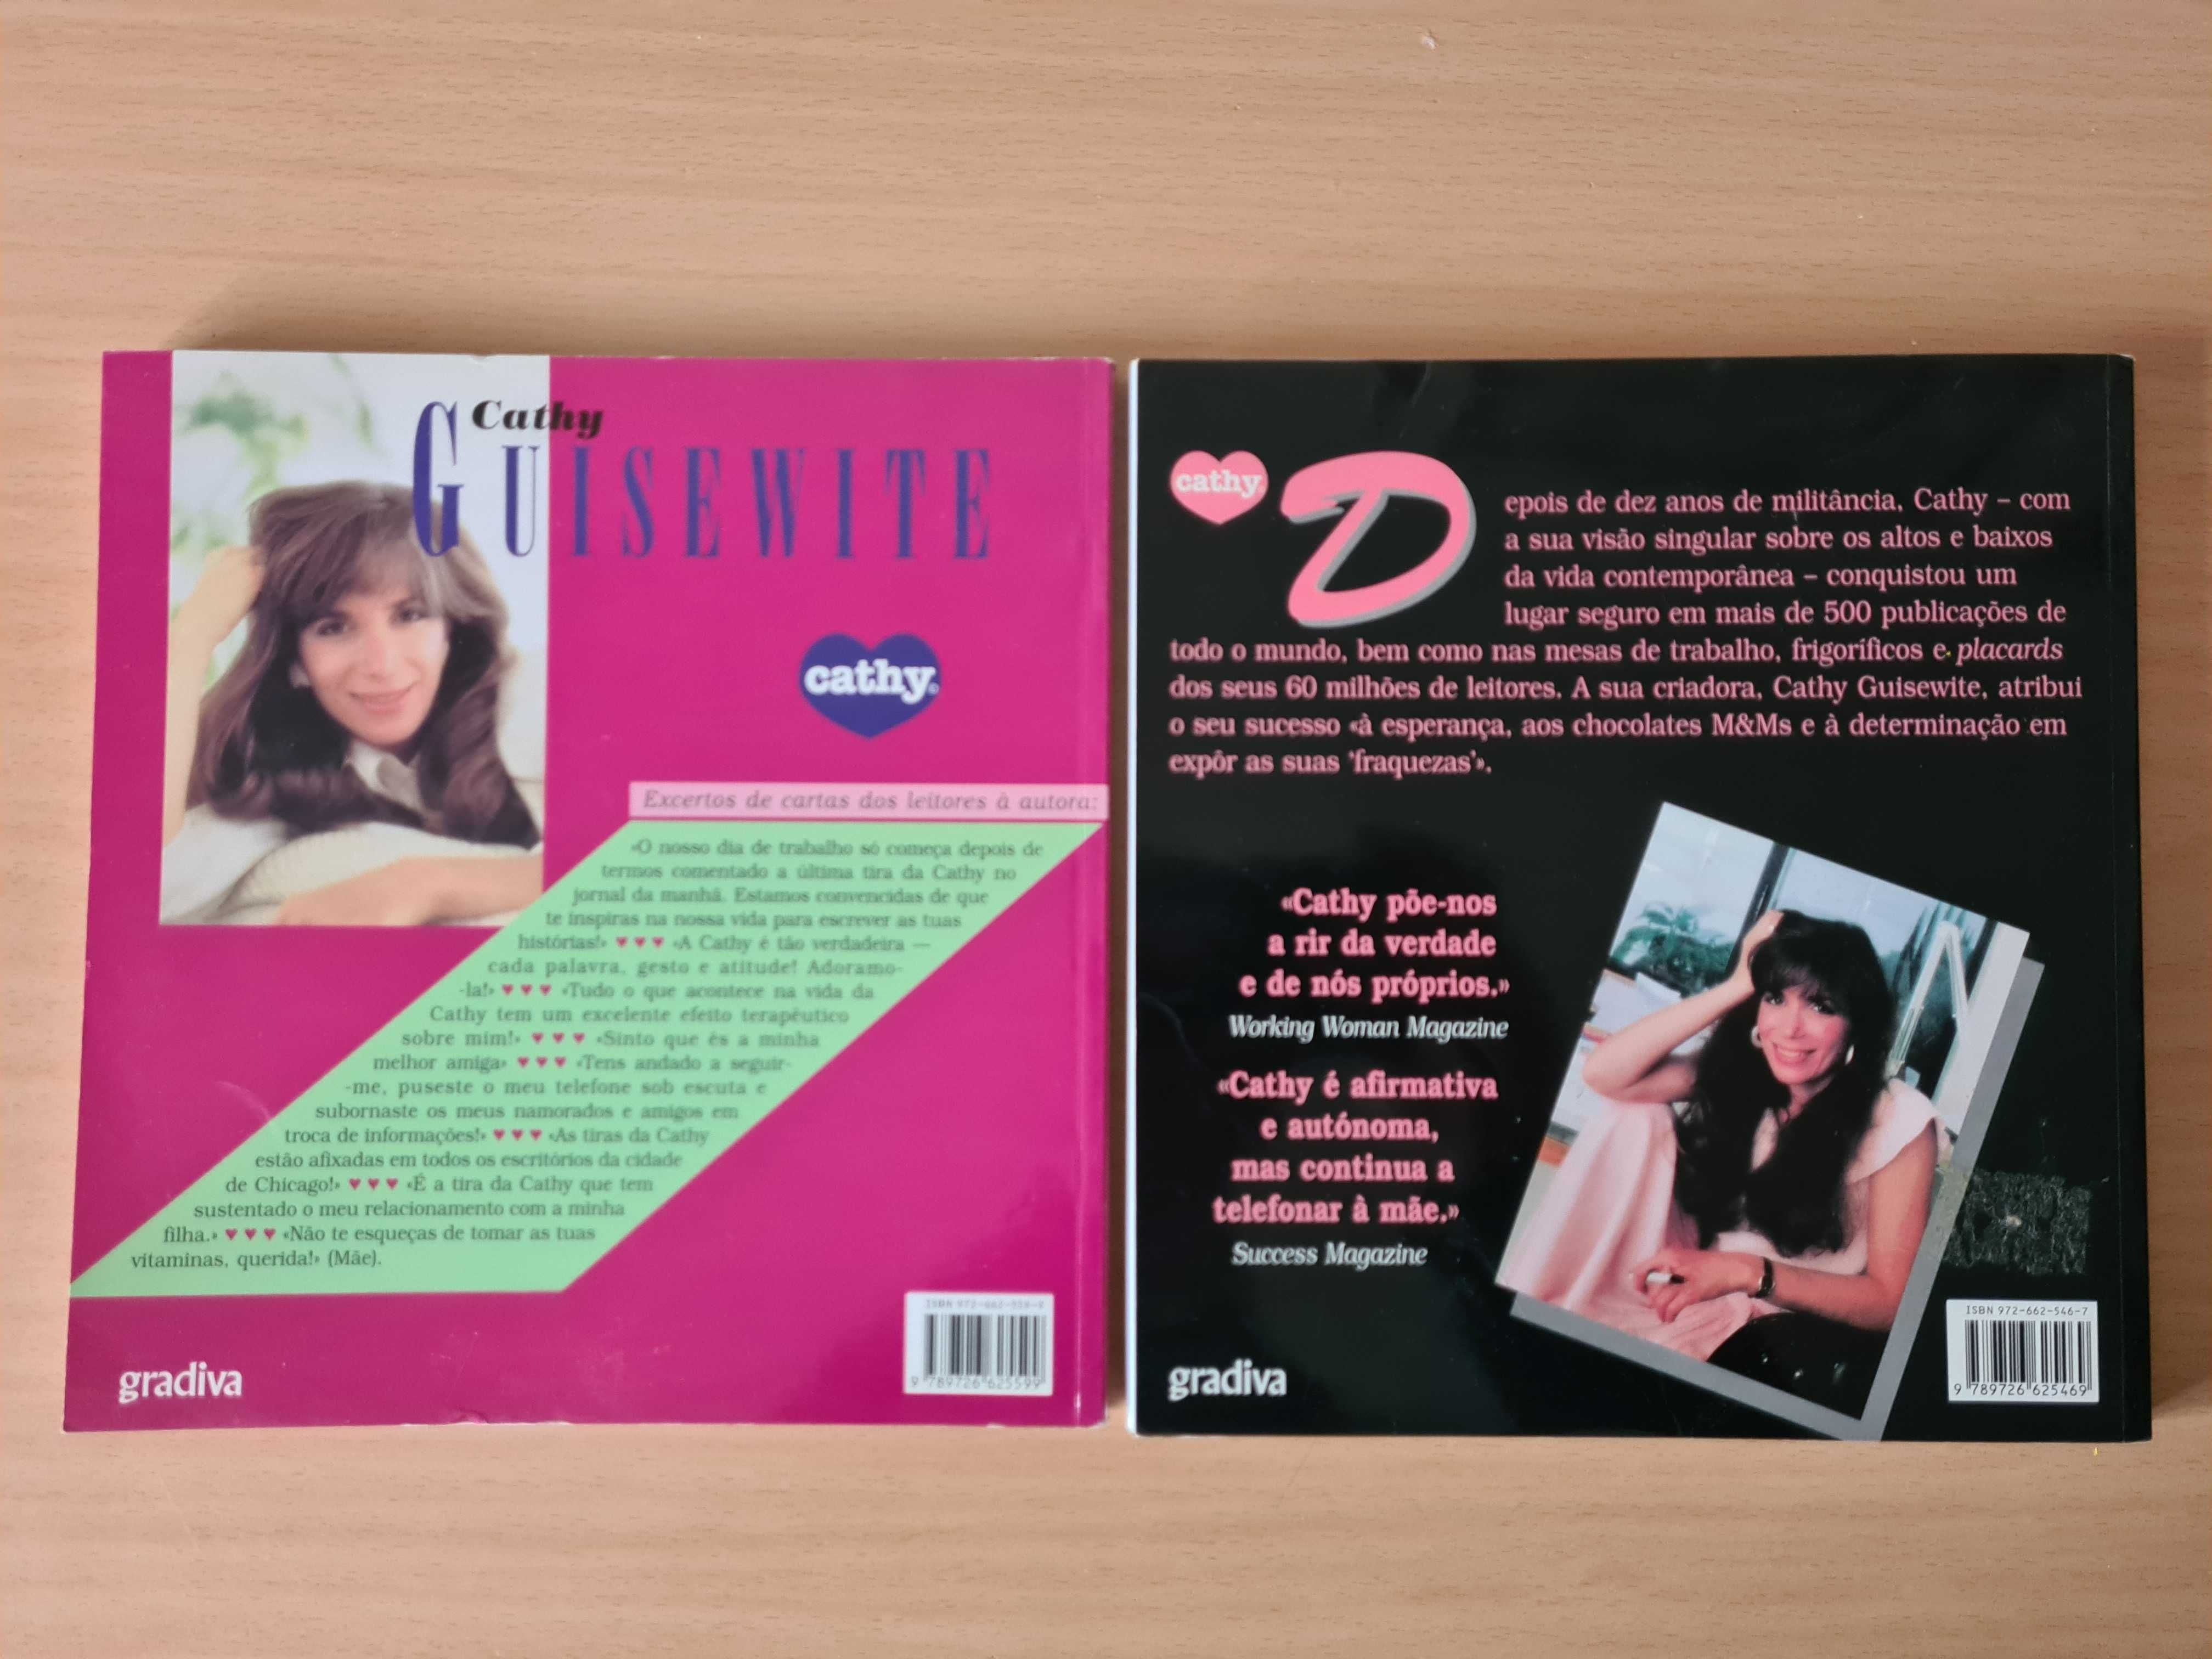 Cathy
GUISEWITE
cathy
Excertos de cartas dos leitores à autora:
«O nosso dia de trabalho só começa depois de
termos comentado a última tira da Cathy no
jornal da manhã. Estamos convencidas de que
te inspiras na nossa vida para escrever as tuas
histórias!» ♥ ♥ ♥ «A Cathy é tão verdadeira —
cada palavra, gesto e atitude! Adoramo-
-la!» ♥ ♥ ♥ «Tudo o que acontece na vida da
Cathy tem um excelente efeito terapêutico
sobre mim!» ♥ ♥ ♥ «Sinto que és a minha
melhor amiga» ♥ ♥ ♥ «Tens andado a seguir-
-me, puseste o meu telefone sob escuta e
subornaste os meus namorados e amigos em
troca de informações!» ♥ ♥ ♥ «As tiras da Cathy
estão afixadas em todos os escritórios da cidade
de Chicago!» ♥ ♥ ♥ «É a tira da Cathy que tem
sustentado o meu relacionamento com a minha
filha.» ♥ ♥ ♥ «Não te esqueças de tomar as tuas
vitaminas, querida!» (Mãe).
gradiva
9 789726 625599
cathy
Depois de dez anos de militância, Cathy – com
a sua visão singular sobre os altos e baixos
da vida contemporânea – conquistou um
lugar seguro em mais de 500 publicações de
todo o mundo, bem como nas mesas de trabalho, frigoríficos e placards
dos seus 60 milhões de leitores. A sua criadora, Cathy Guisewite, atribui
o seu sucesso «à esperança, aos chocolates M&Ms e à determinação em
expôr as suas 'fraquezas'».
«Cathy põe-nos
a rir da verdade
e de nós próprios.»
Working Woman Magazine
«Cathy é afirmativa
e autónoma,
mas continua a
telefonar à mãe.»
Success Magazine
gradiva
ISBN 972-662-546-7
9 789726 625469